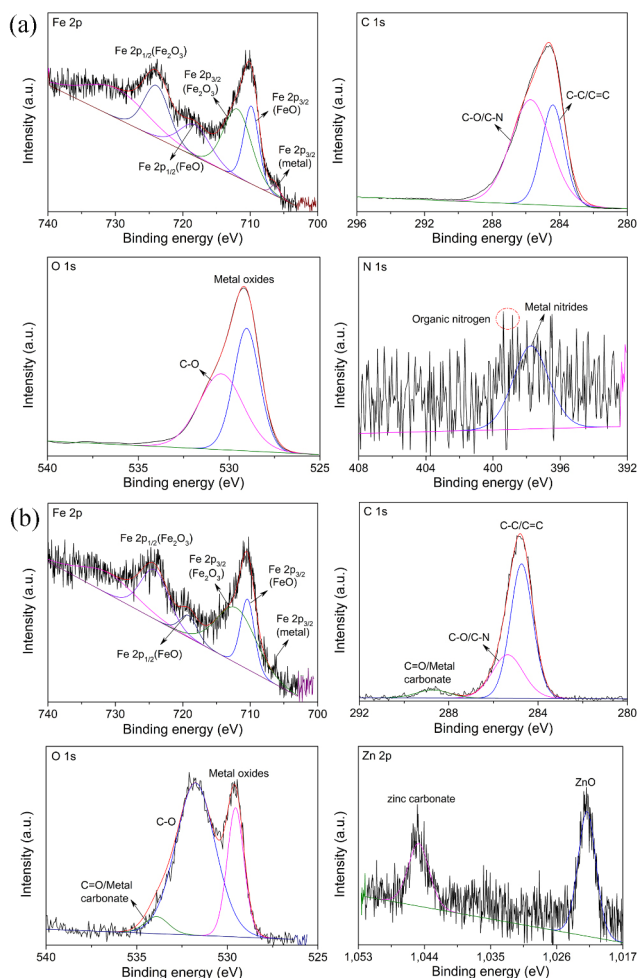 (a)
Fe 2p
Fe 2p1/2(Fe2O3)
Fe 2p3/2
(Fe2O3)
Fe 2p3/2
(FeO)
Fe 2p1/2(FeO)
Fe 2p3/2
(metal)
Intensity (a.u.)
740 730 720 710 700
Binding energy (eV)
C 1s
C-O/C-N
C-C/C=C
Intensity (a.u.)
296 292 288 284 280
Binding energy (eV)
O 1s
Metal oxides
C-O
Intensity (a.u.)
540 535 530 525
Binding energy (eV)
N 1s
Organic nitrogen
Metal nitrides
Intensity (a.u.)
408 404 400 396 392
Binding energy (eV)
(b)
Fe 2p
Fe 2p1/2(Fe2O3)
Fe 2p3/2
(Fe2O3)
Fe 2p3/2
(FeO)
Fe 2p1/2(FeO)
Fe 2p3/2
(metal)
Intensity (a.u.)
740 730 720 710 700
Binding energy (eV)
C 1s
C-C/C=C
C-O/C-N
C=O/Metal
carbonate
Intensity (a.u.)
292 288 284 280
Binding energy (eV)
O 1s
Metal oxides
C-O
C=O/Metal
carbonate
Intensity (a.u.)
540 535 530 525
Binding energy (eV)
Zn 2p
ZnO
zinc carbonate
Intensity (a.u.)
1,053 1,044 1,035 1,026 1,017
Binding energy (eV)